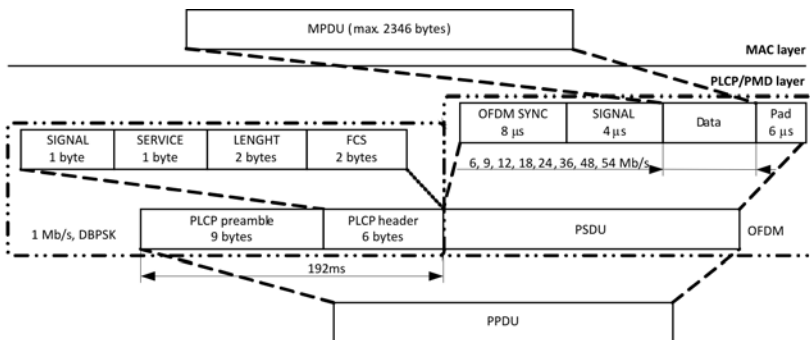 MPDU (max. 2346 bytes)
MAC layer
PLCP/PMD layer
OFDM SYNC
8 µs
SIGNAL
4 µs
Data
Pad
6 µs
SIGNAL
1 byte
SERVICE
1 byte
LENGHT
2 bytes
FCS
2 bytes
6, 9, 12, 18,24, 36, 48, 54 Mb/s
1 Mb/s, DBPSK
PLCP preamble
9 bytes
PLCP header
6 bytes
PSDU
OFDM
192ms
PPDU